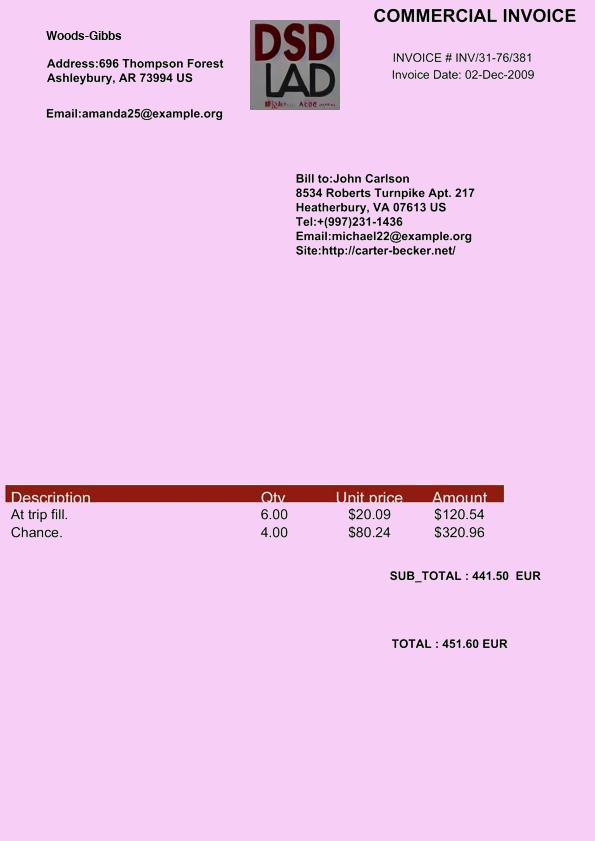 COMMERCIAL INVOICE
Woods-Gibbs
Address:696 Thompson Forest
Ashleybury, AR 73994 US
Email:amanda25@example.org
DSD
LAD
INVOICE # INV/31-76/381
Invoice Date: 02-Dec-2009
Bill to:John Carlson
8534 Roberts Turnpike Apt. 217
Heatherbury, VA 07613 US
Tel:+(997)231-1436
Email:michael22@example.org
Site:http://carter-becker.net/
Description Qty Unit price Amount
At trip fill. 6.00 $20.09 $120.54
Chance. 4.00 $80.24 $320.96
SUB_TOTAL : 441.50 EUR
TOTAL : 451.60 EUR